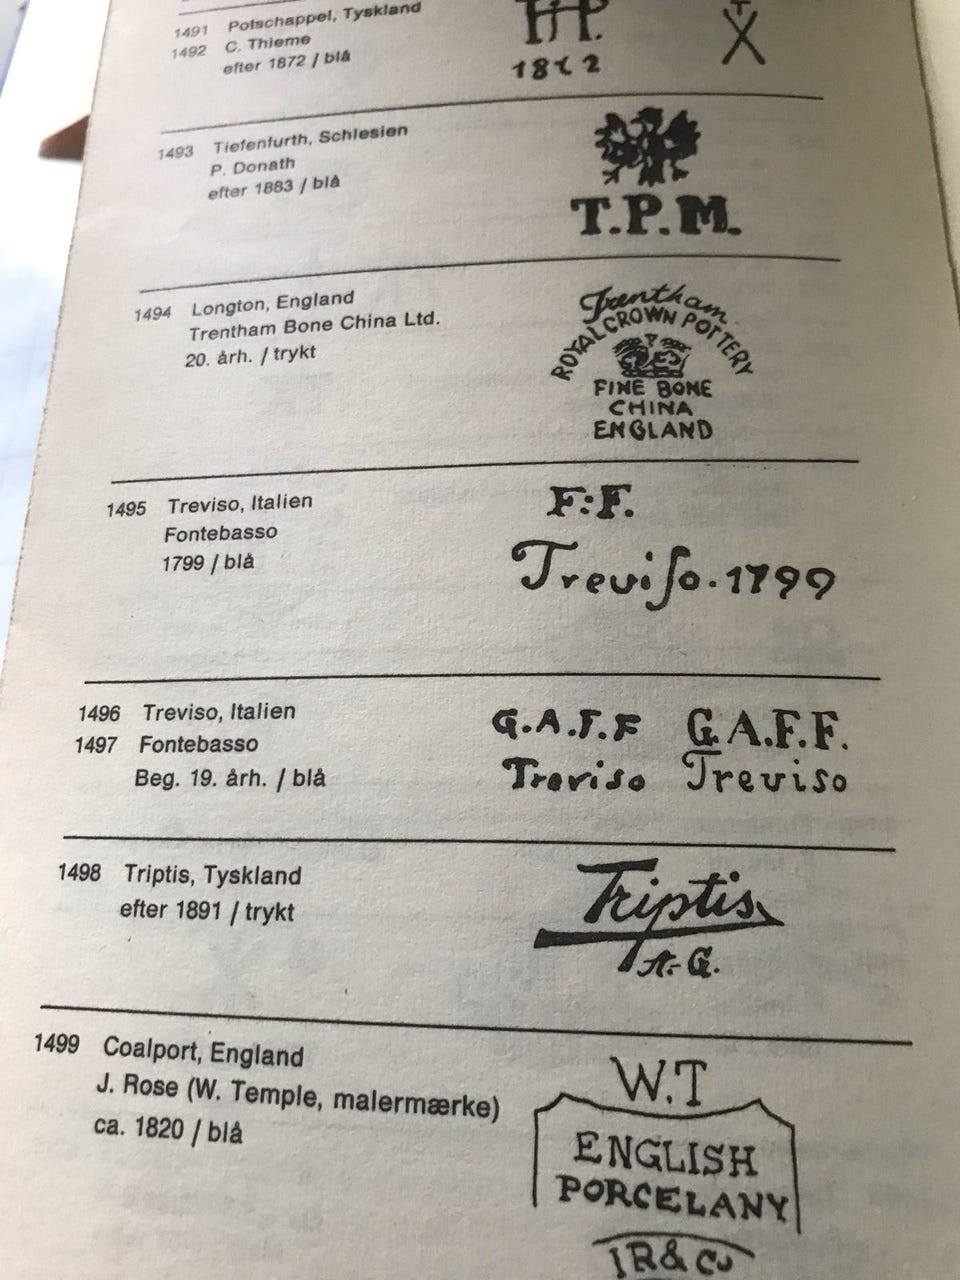 1491 Potschappel, Tyskland
1492 C. Thieme
efter 1872 / blå
T
X
1872
1493 Tiefenfurth, Schlesien
P. Donath
efter 1883 / blå
T.P.M.
1494 Longton, England
Trentham Bone China Ltd.
20. årh. / trykt
Trentham
ROYAL CROWN POTTERY
FINE BONE
CHINA
ENGLAND
1495 Treviso, Italien
Fontebasso
1799 / blå
F:F.
Treviſo.1799
1496 Treviso, Italien
1497 Fontebasso
Beg. 19. årh. / blå
G.A.F.F G.A.F.F.
Treviso Treviso
1498 Triptis, Tyskland
efter 1891 / trykt
Triptis
A.-G.
1499 Coalport, England
J. Rose (W. Temple, malermærke)
ca. 1820 / blå
W.T
ENGLISH
PORCELANY
IR&Co